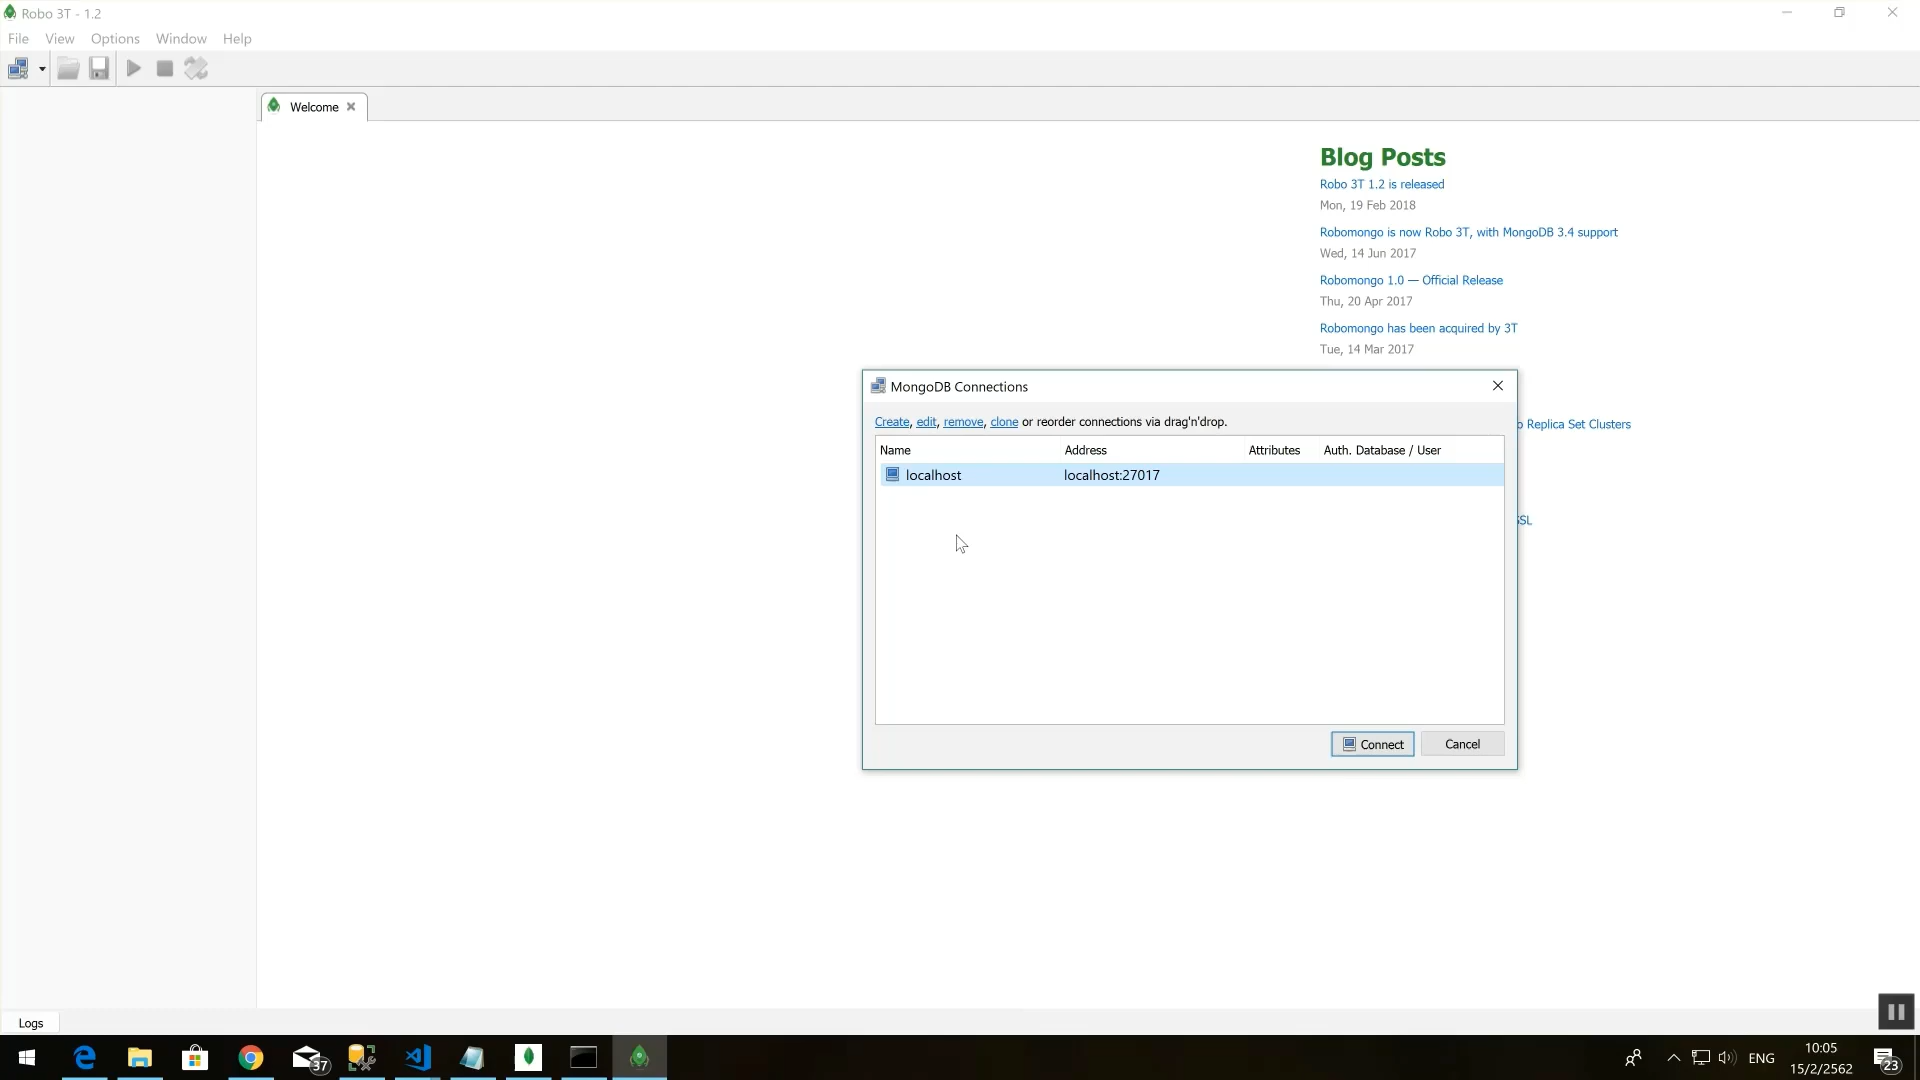 Robo 3T - 1.2
File View Options Window Help
Welcome
Blog Posts
Robo 3T 1.2 is released
Mon, 19 Feb 2018
Robomongo is now Robo 3T, with MongoDB 3.4 support
Wed, 14 Jun 2017
Robomongo 1.0 — Official Release
Thu, 20 Apr 2017
Robomongo has been acquired by 3T
Tue, 14 Mar 2017
MongoDB Connections
Create, edit, remove, clone or reorder connections via drag'n'drop.
Replica Set Clusters
Name Address Attributes Auth. Database / User
localhost localhost:27017
Connect Cancel
Logs
37
ENG
10:05
15/2/2562
23